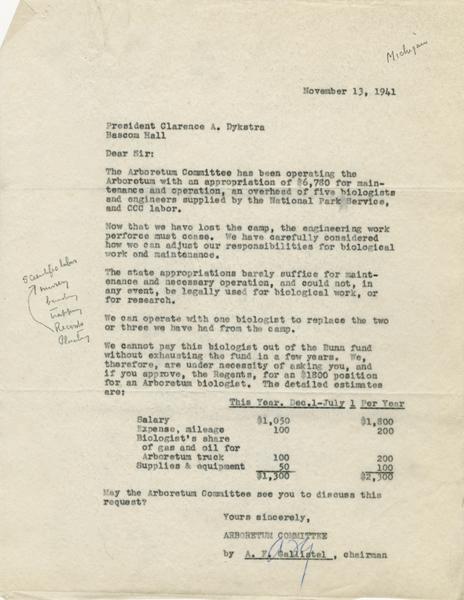 Michigan
November 13, 1941
President Clarence A. Dykstra
Bascom Hall
Dear Sir:
The Arboretum Committee has been operating the
Arboretum with an appropriation of $6,780 for main-
tenance and operation, an overhead of five biologists
and engineers supplied by the National Park Service,
and CCC labor.
Now that we have lost the camp, the engineering work
perforce must cease. We have carefully considered
how we can adjust our responsibilities for biological
work and maintenance.
The state appropriations barely suffice for maint-
enance and necessary operation, and could not, in
any event, be legally used for biological work, or
for research.
We can operate with one biologist to replace the two
or three we have had from the camp.
We cannot pay this biologist out of the Bunn fund
without exhausting the fund in a few years. We,
therefore, are under necessity of asking you, and
if you approve, the Regents, for an $1800 position
for an Arboretum biologist. The detailed estimates
are:
This Year. Dec.1-July 1 Per Year
Salary $1,050 $1,800
Expense, mileage 100 200
Biologist's share
of gas and oil for
Arboretum truck 100 200
Supplies & equipment 50 100
$1,300 $2,300
May the Arboretum Committee see you to discuss this
request?
Yours sincerely,
ARBORETUM COMMITTEE
by A. F. Gallistel, chairman
scientific labor
nursery
banding
mapping
Records
Planting